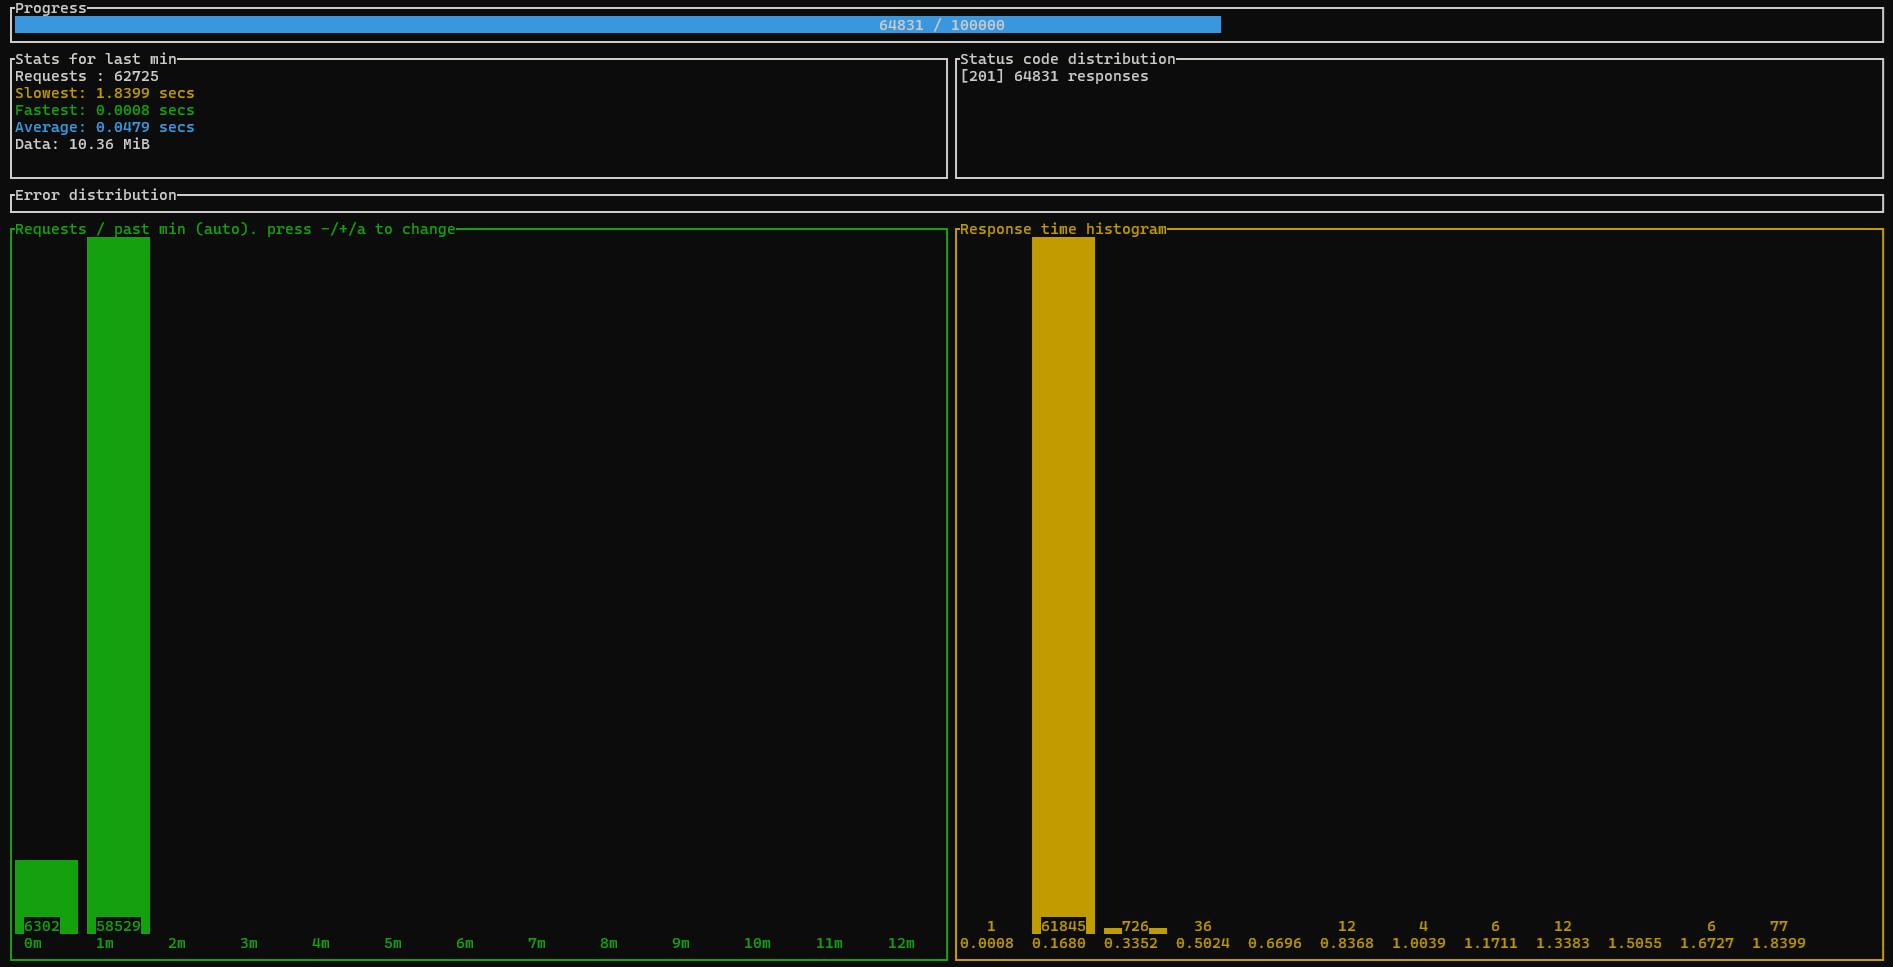 Progress
64831 / 100000
Stats for last min
Requests : 62725
Slowest: 1.8399 secs
Fastest: 0.0008 secs
Average: 0.0479 secs
Data: 10.36 MiB
Status code distribution
[201] 64831 responses
Error distribution
Requests / past min (auto). press -/+/a to change
6302 58529
0m 1m 2m 3m 4m 5m 6m 7m 8m 9m 10m 11m 12m
Response time histogram
1 61845 726 36 12 4 6 12 6 77
0.0008 0.1680 0.3352 0.5024 0.6696 0.8368 1.0039 1.1711 1.3383 1.5055 1.6727 1.8399